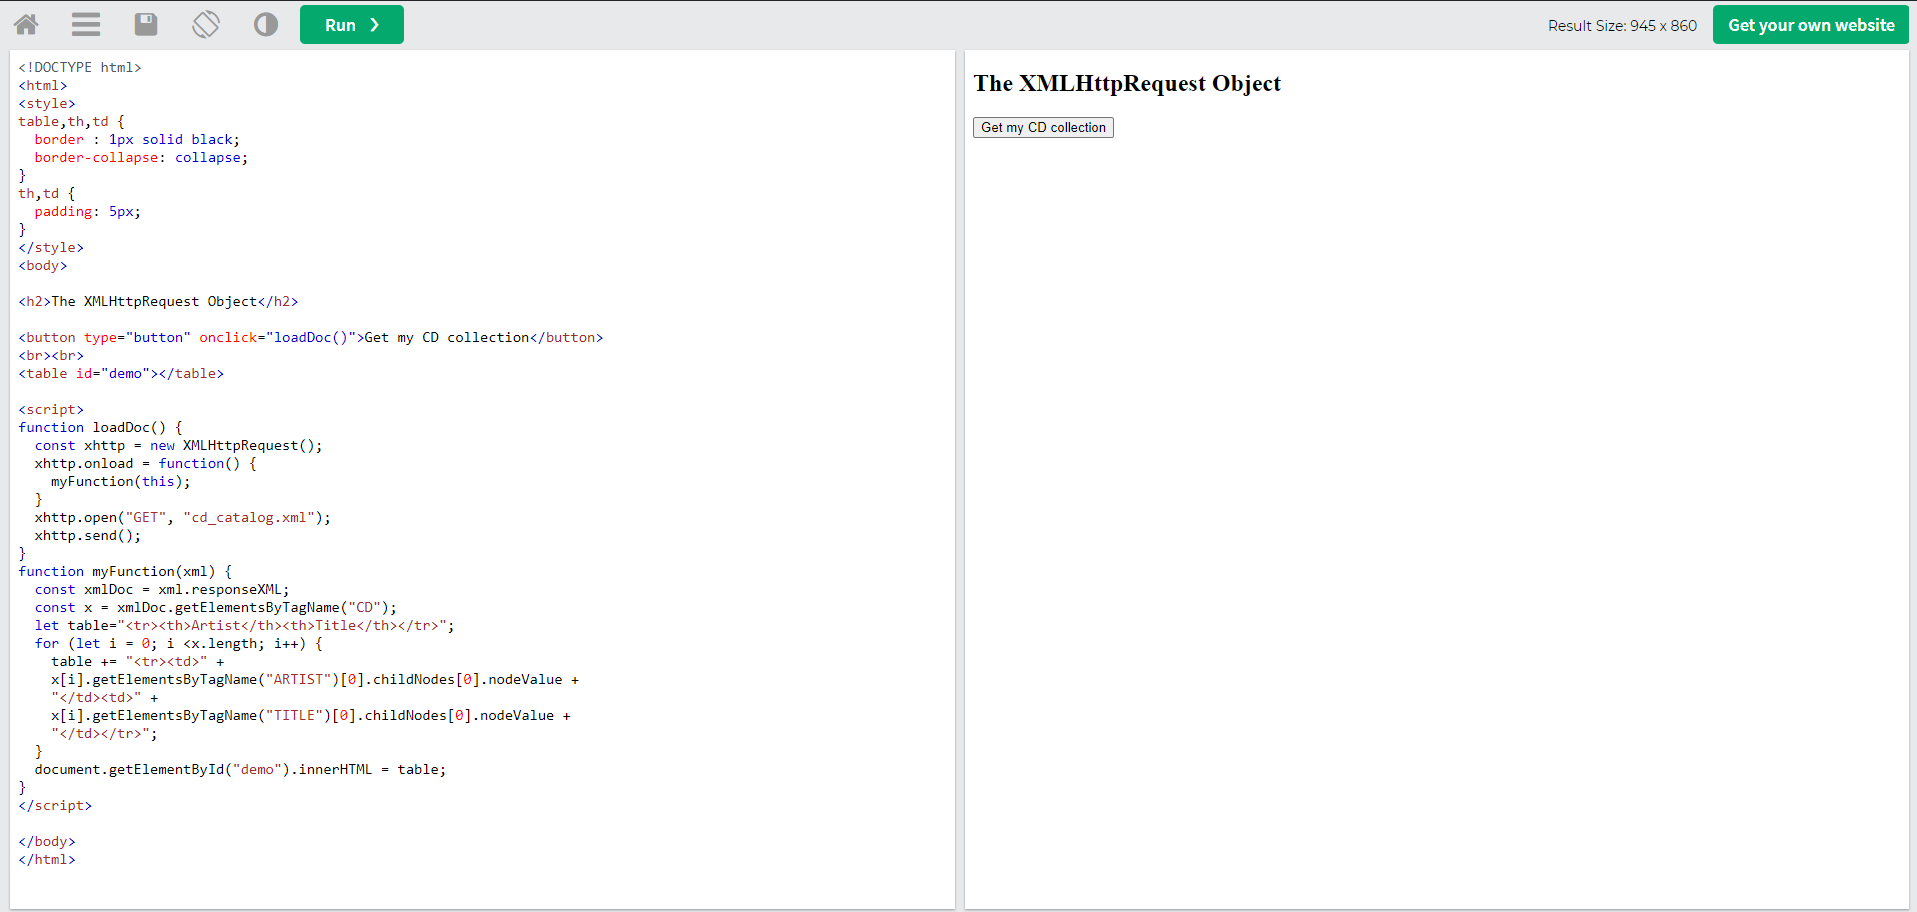 Run ❯
Result Size: 945 x 860
Get your own website
<!DOCTYPE html>
<html>
<style>
table,th,td {
  border : 1px solid black;
  border-collapse: collapse;
}
th,td {
  padding: 5px;
}
</style>
<body>

<h2>The XMLHttpRequest Object</h2>

<button type="button" onclick="loadDoc()">Get my CD collection</button>
<br><br>
<table id="demo"></table>

<script>
function loadDoc() {
  const xhttp = new XMLHttpRequest();
  xhttp.onload = function() {
    myFunction(this);
  }
  xhttp.open("GET", "cd_catalog.xml");
  xhttp.send();
}
function myFunction(xml) {
  const xmlDoc = xml.responseXML;
  const x = xmlDoc.getElementsByTagName("CD");
  let table="<tr><th>Artist</th><th>Title</th></tr>";
  for (let i = 0; i <x.length; i++) {
    table += "<tr><td>" +
    x[i].getElementsByTagName("ARTIST")[0].childNodes[0].nodeValue +
    "</td><td>" +
    x[i].getElementsByTagName("TITLE")[0].childNodes[0].nodeValue +
    "</td></tr>";
  }
  document.getElementById("demo").innerHTML = table;
}
</script>

</body>
</html>
The XMLHttpRequest Object
Get my CD collection